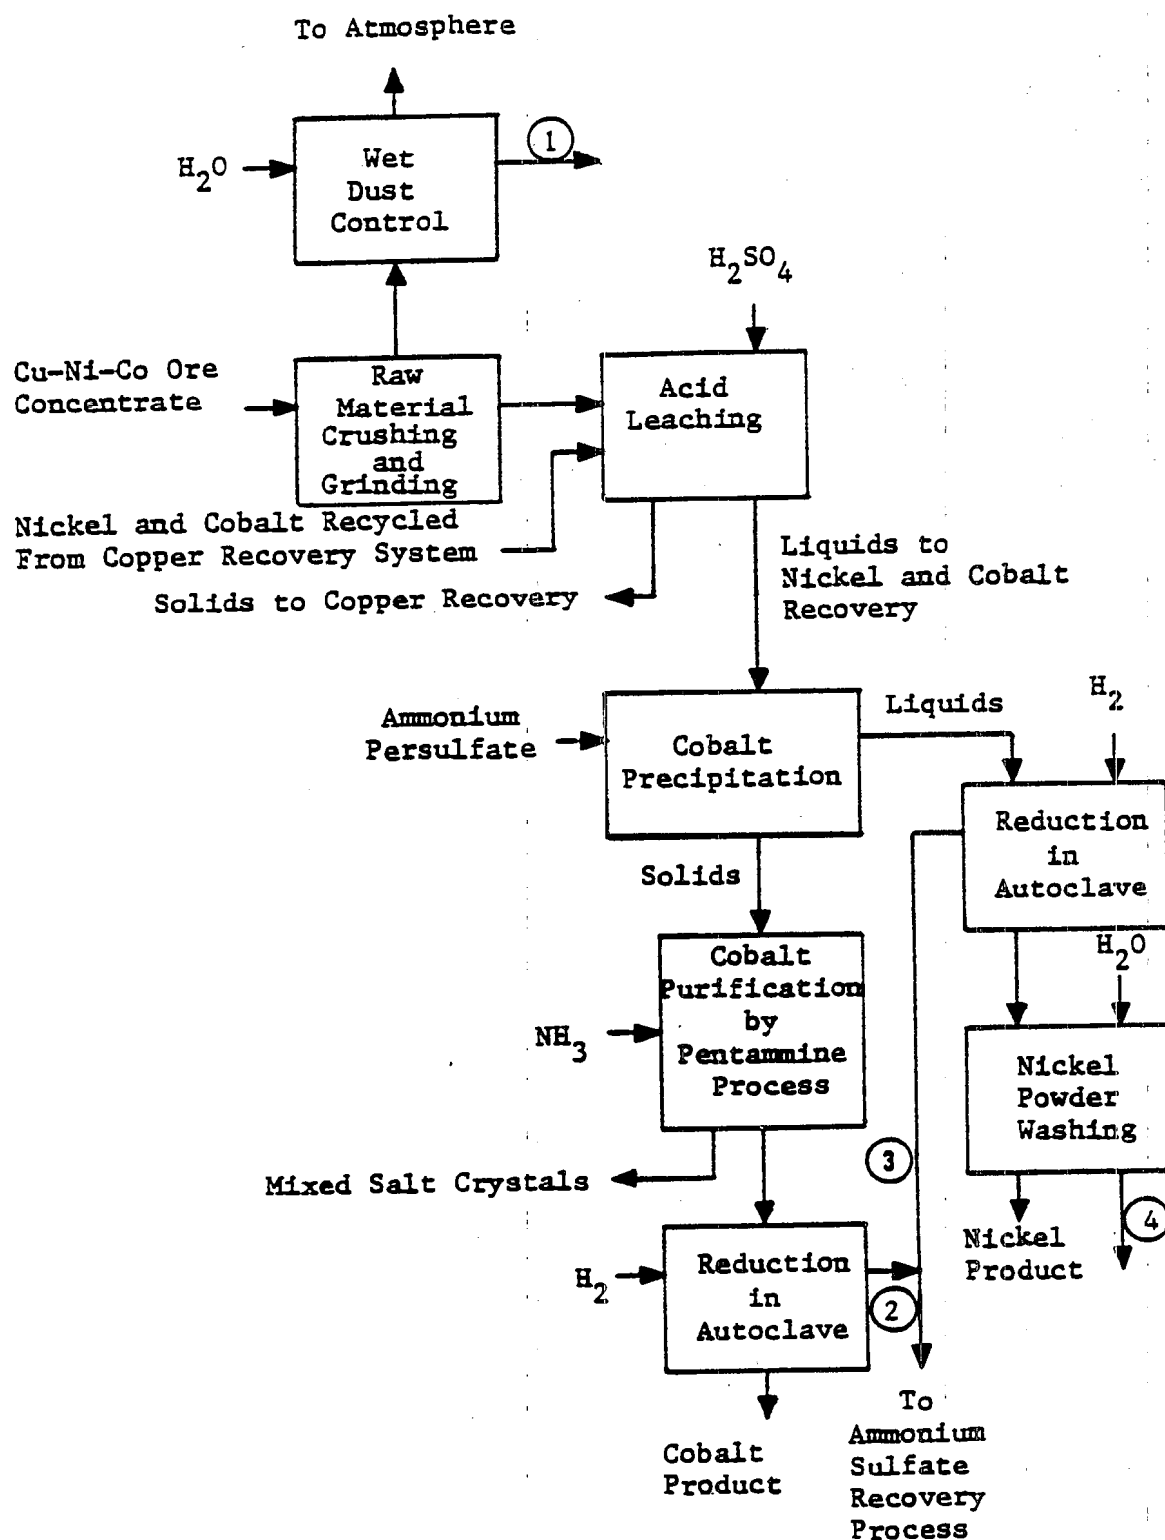 To Atmosphere
H2O
Wet
Dust
Control
1
H2SO4
Cu-Ni-Co Ore
Concentrate
Raw
Material
Crushing
and
Grinding
Acid
Leaching
Nickel and Cobalt Recycled
From Copper Recovery System
Solids to Copper Recovery
Liquids to
Nickel and Cobalt
Recovery
Ammonium
Persulfate
Cobalt
Precipitation
Liquids
H2
Reduction
in
Autoclave
Solids
Cobalt
Purification
by
Pentammine
Process
NH3
H2O
Nickel
Powder
Washing
3
Mixed Salt Crystals
4
Nickel
Product
H2
Reduction
in
Autoclave
2
Cobalt
Product
To
Ammonium
Sulfate
Recovery
Process